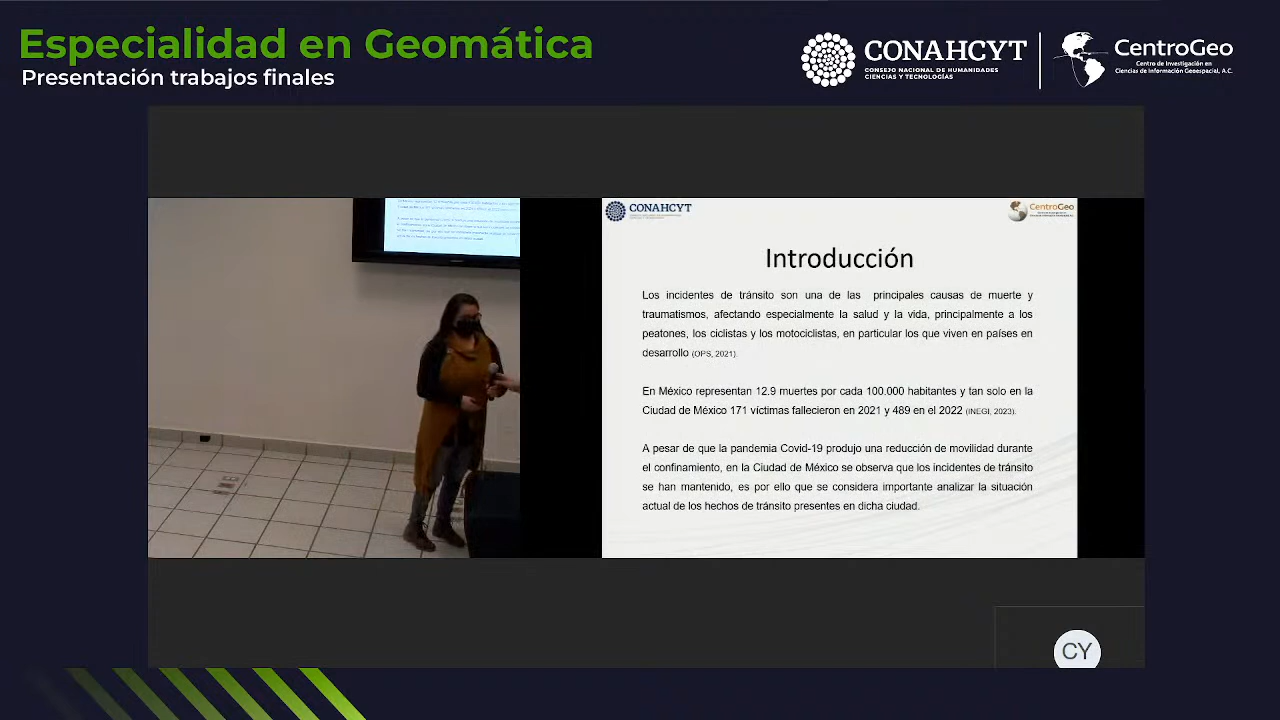 Especialidad en Geomática
Presentación trabajos finales
CONAHCYT
CONSEJO NACIONAL DE HUMANIDADES
CIENCIAS Y TECNOLOGÍAS
CentroGeo
Centro de Investigación en
Ciencias de Información Geoespacial, A.C.
CONAHCYT
CentroGeo
Introducción
Los incidentes de tránsito son una de las principales causas de muerte y
traumatismos, afectando especialmente la salud y la vida, principalmente a los
peatones, los ciclistas y los motociclistas, en particular los que viven en países en
desarrollo (OPS, 2021).
En México representan 12.9 muertes por cada 100.000 habitantes y tan solo en la
Ciudad de México 171 víctimas fallecieron en 2021 y 489 en el 2022 (INEGI, 2023).
A pesar de que la pandemia Covid-19 produjo una reducción de movilidad durante
el confinamiento, en la Ciudad de México se observa que los incidentes de tránsito
se han mantenido, es por ello que se considera importante analizar la situación
actual de los hechos de tránsito presentes en dicha ciudad.
CY